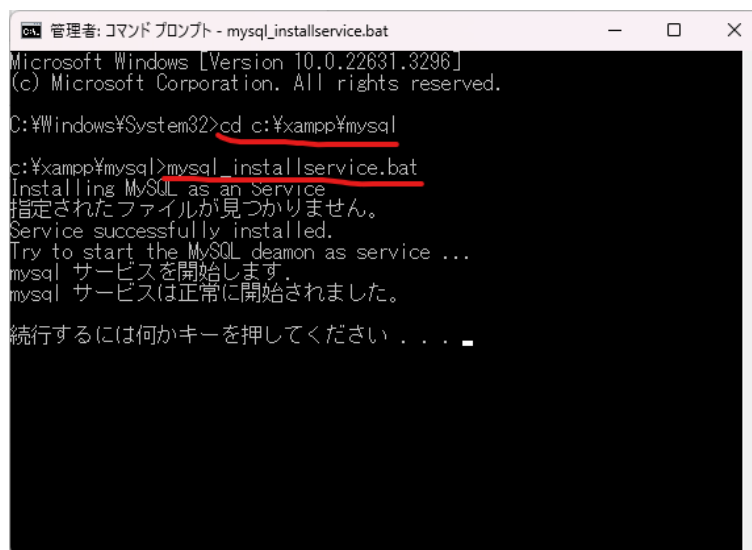 管理者: コマンド プロンプト - mysql_installservice.bat
Microsoft Windows [Version 10.0.22631.3296]
(c) Microsoft Corporation. All rights reserved.
C:¥Windows¥System32>cd c:¥xampp¥mysql
c:¥xampp¥mysql>mysql_installservice.bat
Installing MySQL as an Service
指定されたファイルが見つかりません。
Service successfully installed.
Try to start the MySQL deamon as service ...
mysql サービスを開始します.
mysql サービスは正常に開始されました。
続行するには何かキーを押してください . . .